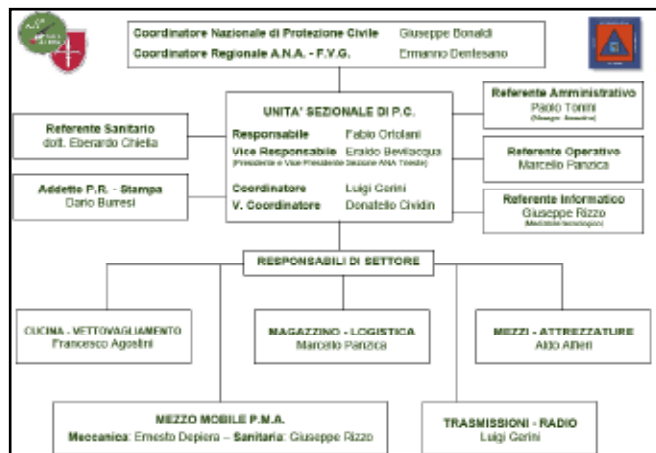 Coordinatore Nazionale di Protezione Civile Giuseppe Bonaldi
Coordinatore Regionale A.N.A. - F.V.G. Ermanno Dentesano
UNITA' SEZIONALE DI P.C.
Responsabile Fabio Ortolani
Vice Responsabile Eraldo Bevilacqua
(Presidente e Vice Presidente Sezione ANA Trieste)
Coordinatore Luigi Gerini
V. Coordinatore Donatello Cividin
Referente Sanitario
dott. Eberardo Chiella
Addetto P.R. - Stampa
Dario Burresi
Referente Amministrativo
Paolo Tonini
Referente Operativo
Marcello Panzica
Referente Informatico
Giuseppe Rizzo
RESPONSABILI DI SETTORE
CUCINA - VETTOVAGLIAMENTO
Francesco Agostini
MAGAZZINO - LOGISTICA
Marcello Panzica
MEZZI - ATTREZZATURE
Aldo Alfieri
MEZZO MOBILE P.M.A.
Meccanica: Ernesto Depiera – Sanitaria: Giuseppe Rizzo
TRASMISSIONI - RADIO
Luigi Gerini